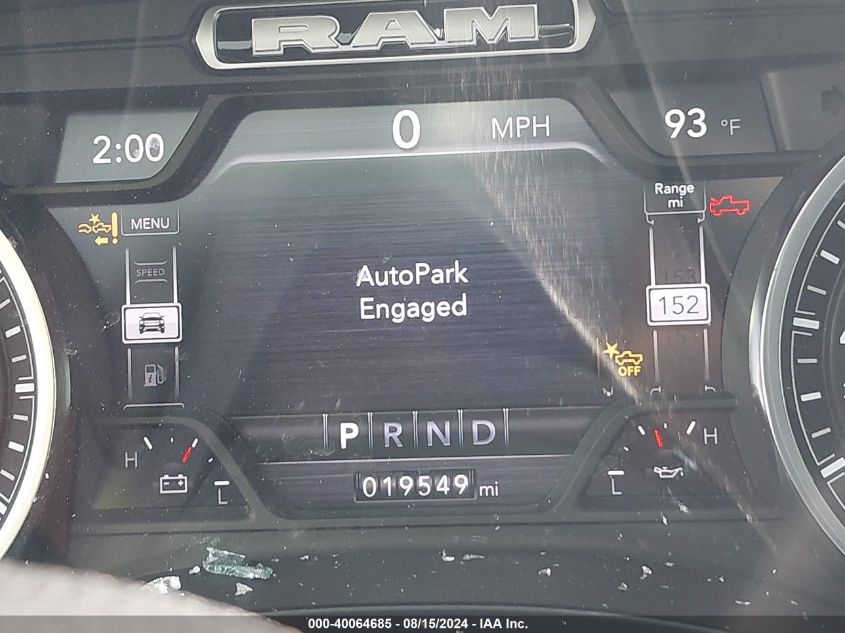 RAM
2:00
0 MPH
93 °F
MENU
Range
mi
SPEED
AutoPark
Engaged
152
OFF
P R N D
H
H
L
L
019549 mi
000-40064685 - 08/15/2024 - IAA Inc.